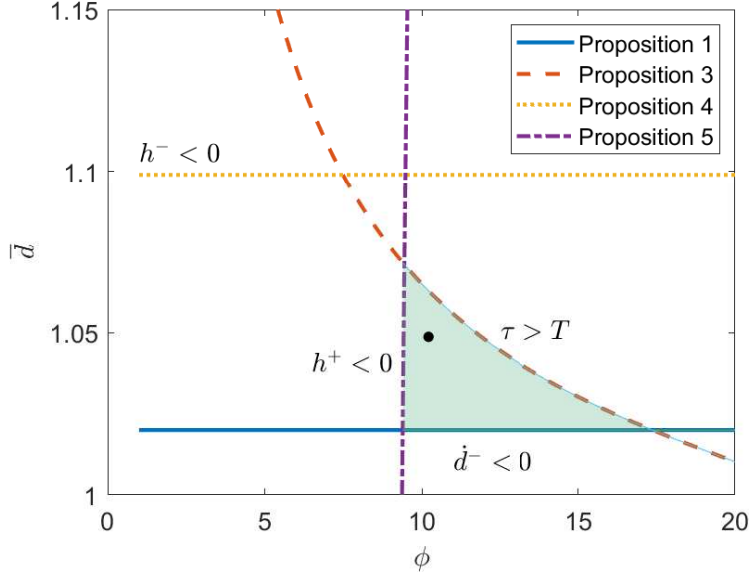 1.15
Proposition 1
Proposition 3
Proposition 4
Proposition 5
h⁻ < 0
1.1
d̅
1.05
τ > T
h⁺ < 0
ḋ⁻ < 0
1
0 5 10 15 20
ϕ